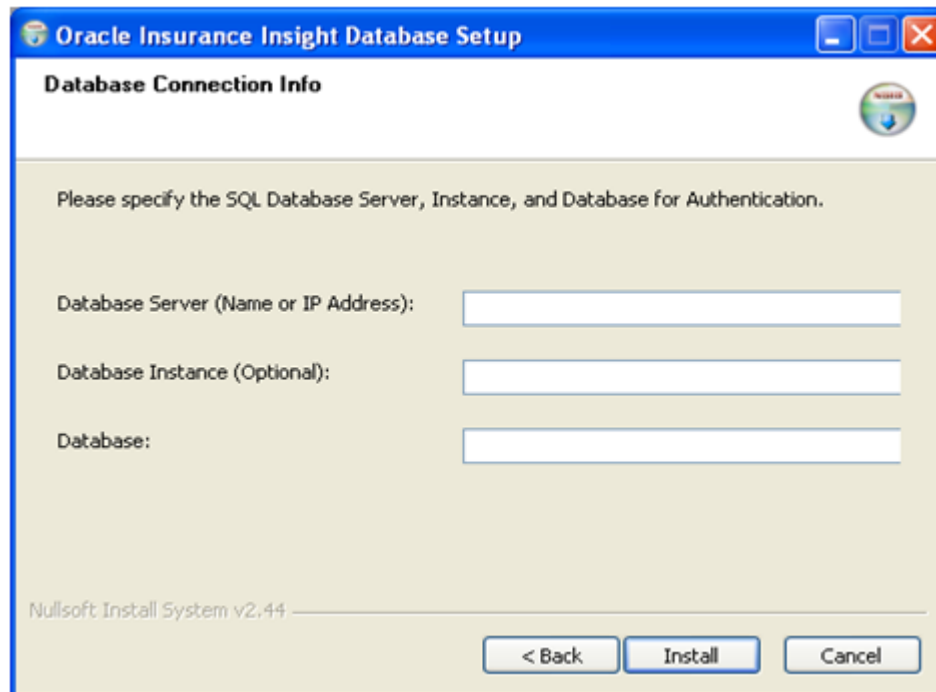 Oracle Insurance Insight Database Setup
Database Connection Info
Please specify the SQL Database Server, Instance, and Database for Authentication.
Database Server (Name or IP Address):
Database Instance (Optional):
Database:
Nullsoft Install System v2.44
< Back
Install
Cancel